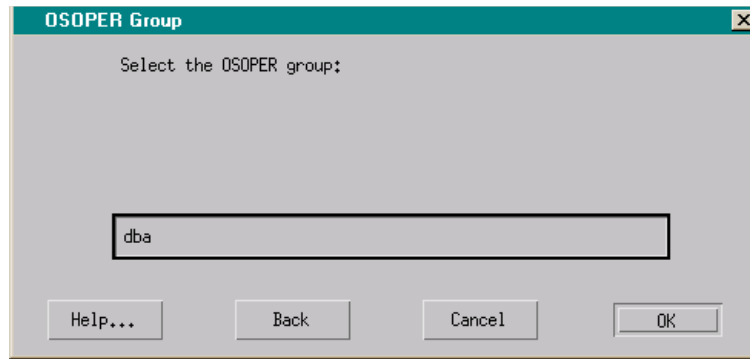 OSOPER Group
Select the OSOPER group:
dba
Help... Back Cancel OK